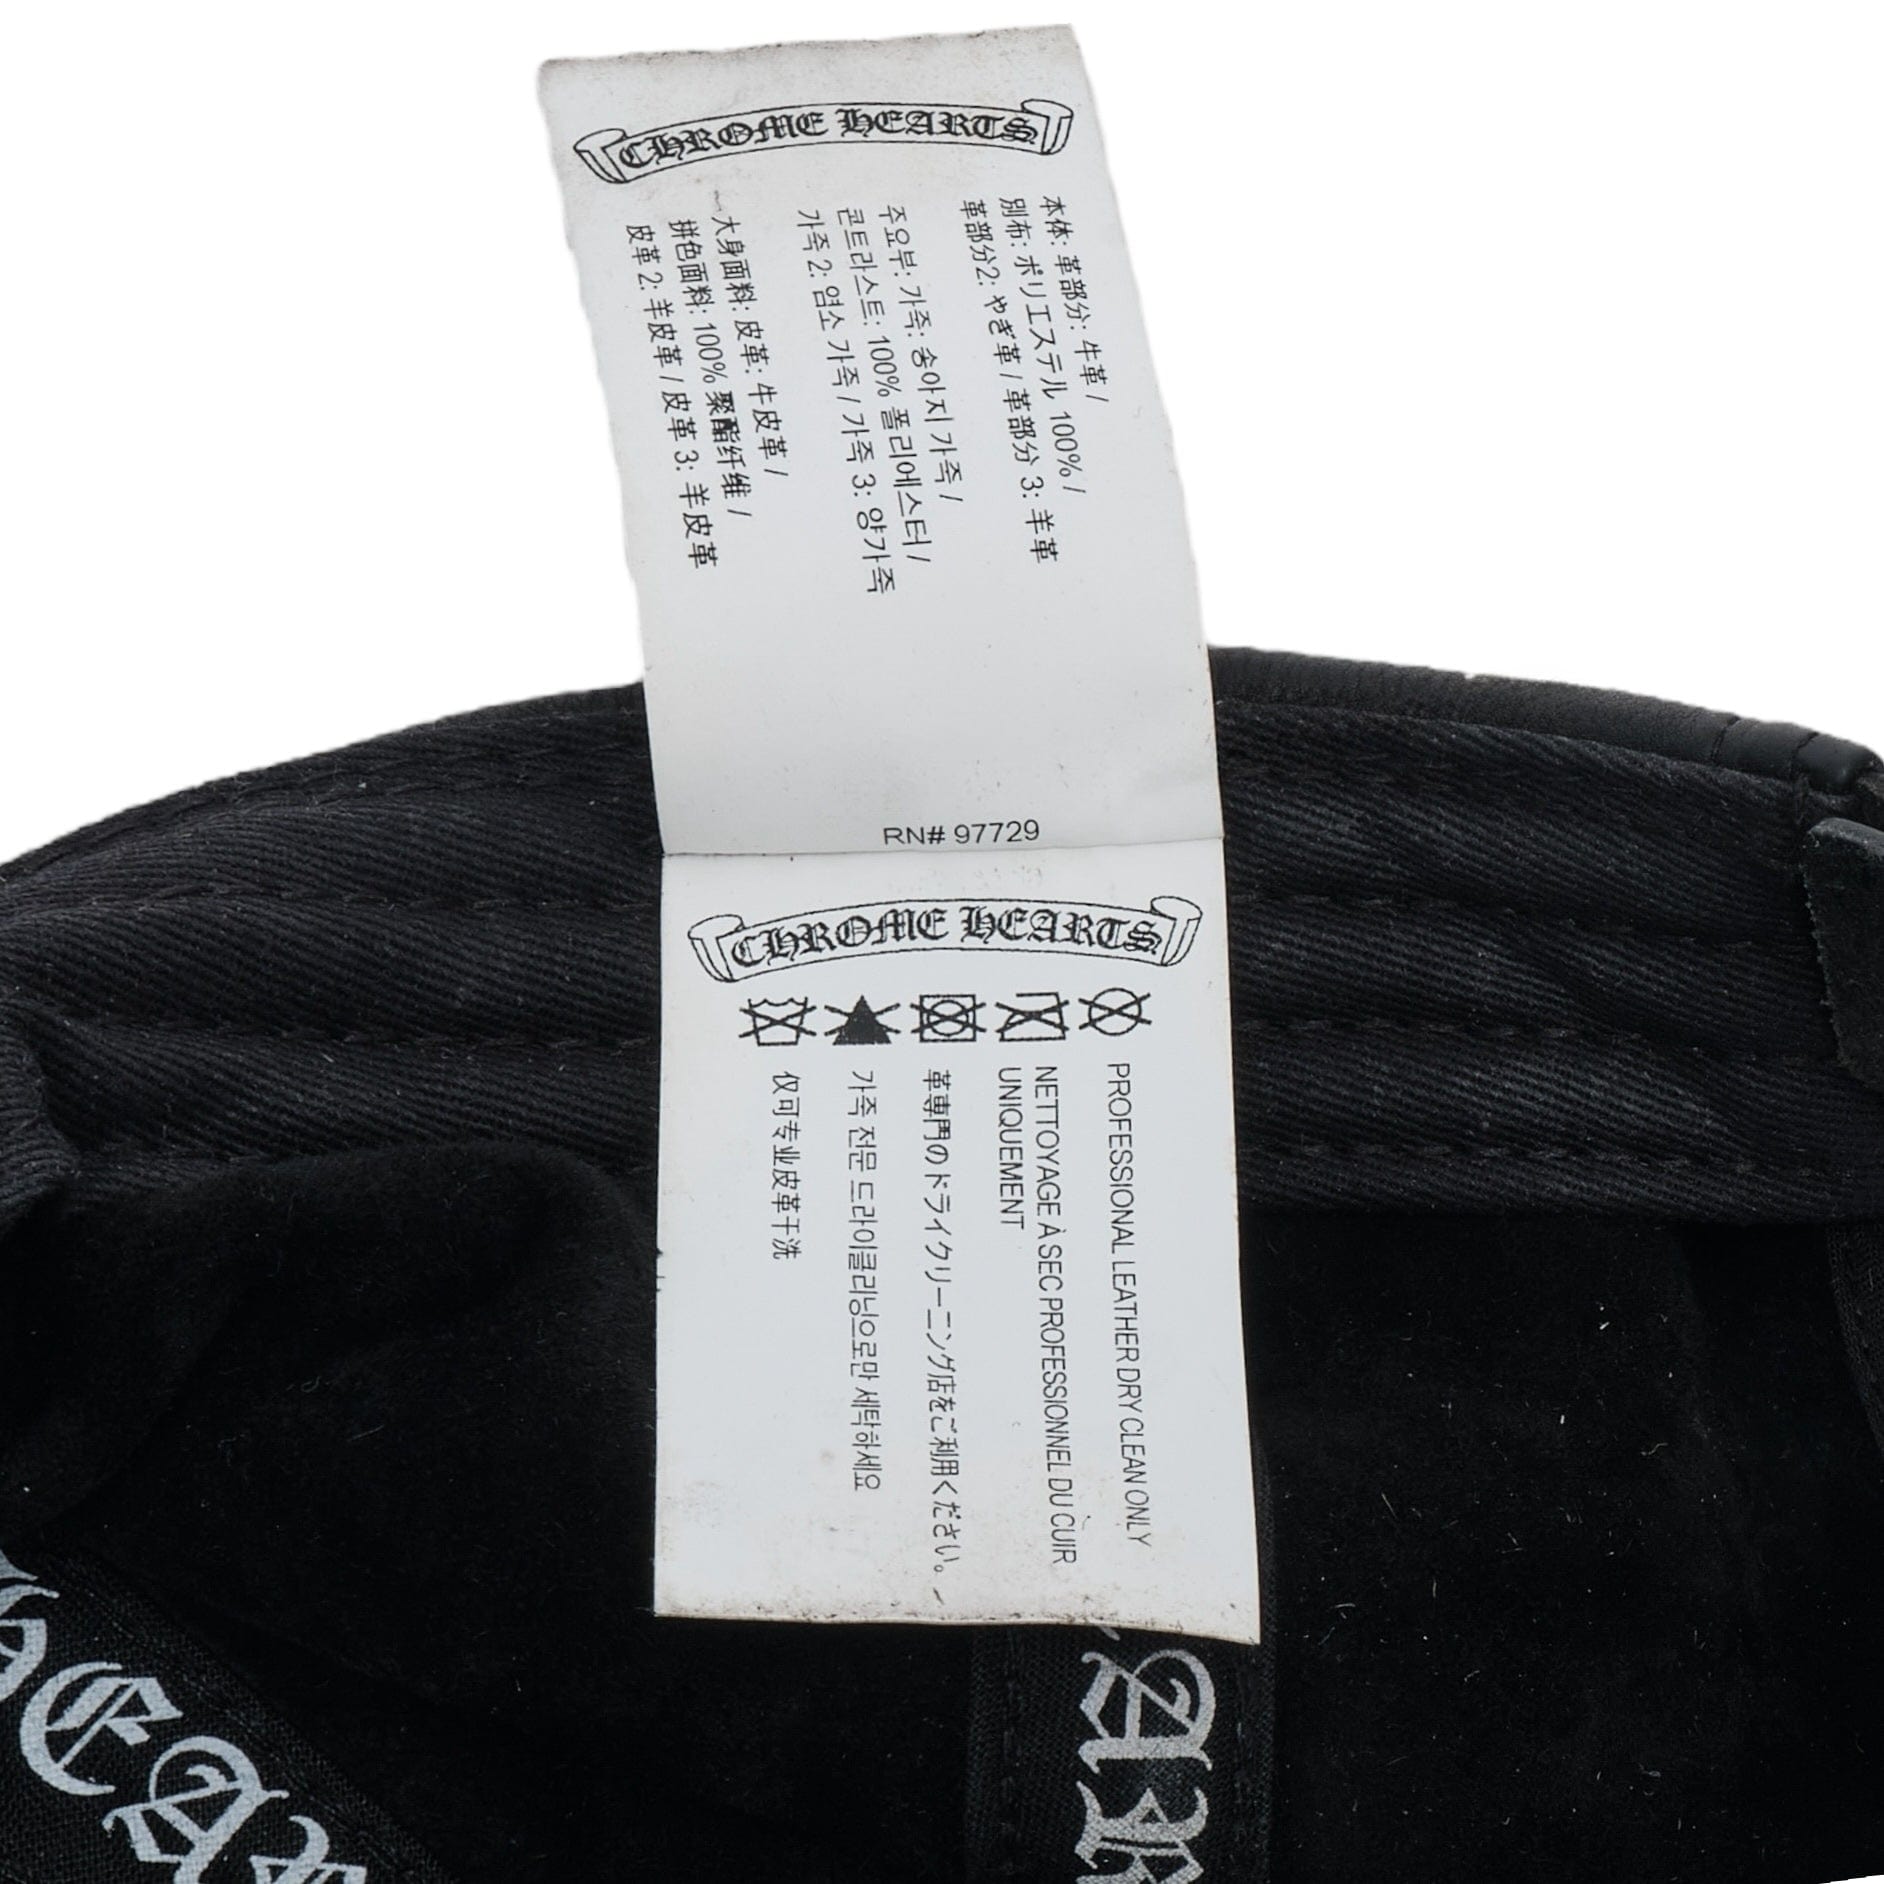 CHROME HEARTS
本体: 革部分: 牛革 /
別布: ポリエステル 100% /
革部分2: やぎ革 / 革部分 3: 羊革
주요부: 가죽: 송아지 가죽 /
콘트라스트: 100% 폴리에스터 /
가죽 2: 염소 가죽 / 가죽 3: 양가죽
大身面料: 皮革: 牛皮革 /
拼色面料: 100% 聚酯纤维 /
皮革 2: 羊皮革 / 皮革 3: 羊皮革
RN# 97729
CHROME HEARTS
PROFESSIONAL LEATHER DRY CLEAN ONLY
NETTOYAGE À SEC PROFESSIONNEL DU CUIR
UNIQUEMENT
革専門のドライクリーニング店をご利用ください。
가죽 전문 드라이클리닝으로만 세탁하세요
仅可专业皮革干洗